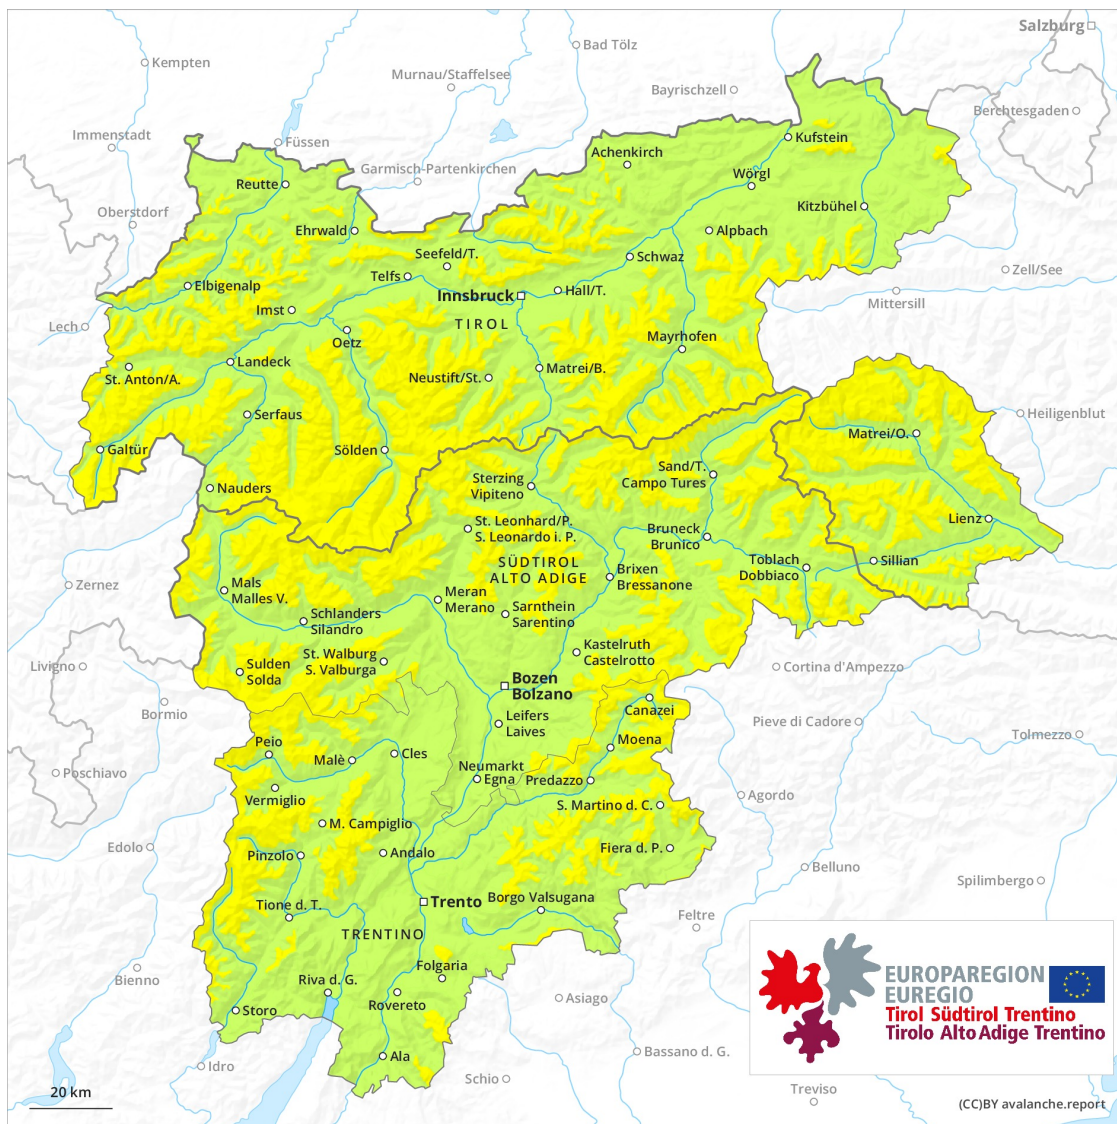 Salzburg
Bad Tölz
Kempten
Murnau/Staffelsee
Bayrischzell
Berchtesgaden
Immenstadt
Füssen
Kufstein
Achenkirch
Garmisch-Partenkirchen
Wörgl
Reutte
Oberstdorf
Kitzbühel
Ehrwald
Alpbach
Seefeld/T.
Schwaz
Zell/See
Telfs
Elbigenalp
Hall/T.
Innsbruck
Mittersill
Imst
Lech
TIROL
Oetz
Mayrhofen
Landeck
Matrei/B.
St. Anton/A.
Neustift/St.
Serfaus
Heiligenblut
Matrei/O.
Galtür
Sölden
Sand/T.
Campo Tures
Sterzing
Vipiteno
Nauders
Lienz
St. Leonhard/P.
S. Leonardo i. P.
Bruneck
Brunico
SÜDTIROL
ALTO ADIGE
Toblach
Dobbiaco
Sillian
Brixen
Bressanone
Zernez
Mals
Malles V.
Meran
Merano
Sarnthein
Sarentino
Schlanders
Silandro
Kastelruth
Castelrotto
St. Walburg
S. Valburga
Livigno
Sulden
Solda
Cortina d'Ampezzo
Bozen
Bolzano
Canazei
Bormio
Leifers
Laives
Pieve di Cadore
Tolmezzo
Moena
Peio
Cles
Malè
Poschiavo
Neumarkt
Egna
Predazzo
Vermiglio
Agordo
S. Martino d. C.
M. Campiglio
Edolo
Fiera d. P.
Andalo
Pinzolo
Belluno
Spilimbergo
Trento
Borgo Valsugana
Tione d. T.
Feltre
TRENTINO
Folgaria
Bienno
Riva d. G.
Asiago
Rovereto
Storo
EUROPAREGION
EUREGIO
Tirol Südtirol Trentino
Tirolo Alto Adige Trentino
Bassano d. G.
Ala
Idro
Schio
Treviso
20 km
(CC)BY avalanche.report